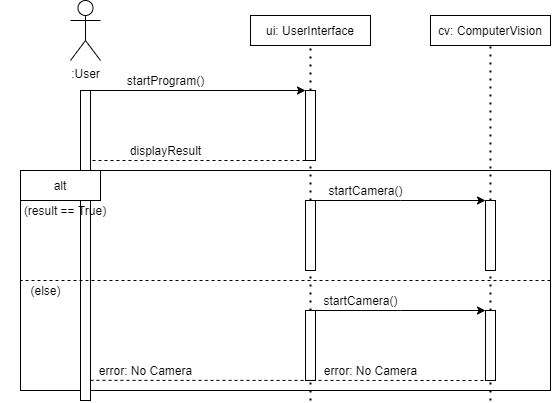 ui: UserInterface
cv: ComputerVision
:User
startProgram()
displayResult
alt
startCamera()
(result == True)
(else)
startCamera()
error: No Camera
error: No Camera